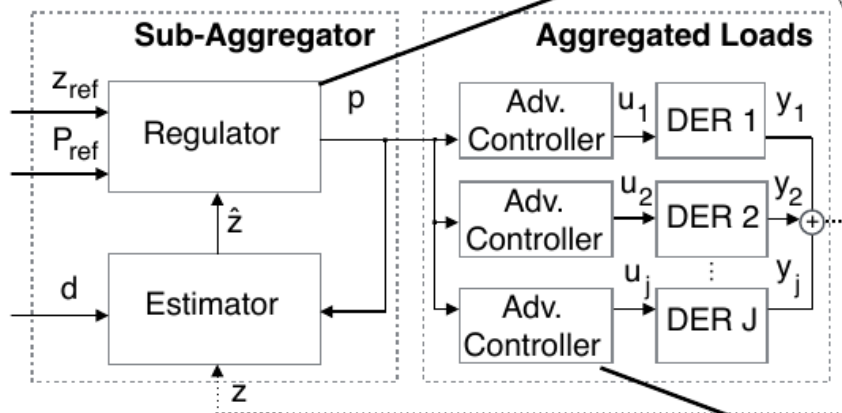 Sub-Aggregator
Aggregated Loads
z_ref
P_ref
Regulator
p
ẑ
d
Estimator
z
Adv.
Controller
u_1
DER 1
y_1
Adv.
Controller
u_2
DER 2
y_2
Adv.
Controller
u_j
DER J
y_j
+